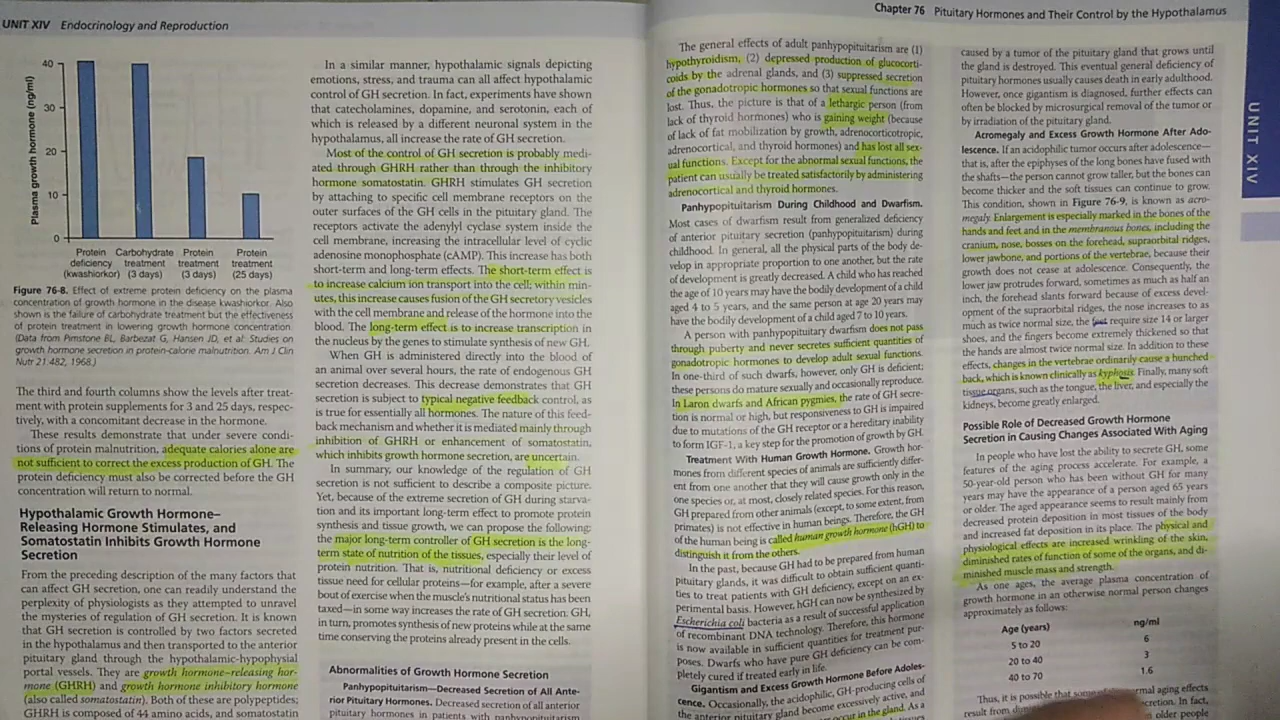 UNIT XIV Endocrinology and Reproduction
40
30
20
10
0
Plasma growth hormone (ng/ml)
Protein deficiency (kwashiorkor)
Carbohydrate treatment (3 days)
Protein treatment (3 days)
Protein treatment (25 days)
Figure 76-8. Effect of extreme protein deficiency on the plasma
concentration of growth hormone in the disease kwashiorkor. Also
shown is the failure of carbohydrate treatment but the effectiveness
of protein treatment in lowering growth hormone concentration.
(Data from Pimstone BL, Barbezat G, Hansen JD, et al: Studies on
growth hormone secretion in protein-calorie malnutrition. Am J Clin
Nutr 21:482, 1968.)
The third and fourth columns show the levels after treat-
ment with protein supplements for 3 and 25 days, respec-
tively, with a concomitant decrease in the hormone.
These results demonstrate that under severe condi-
tions of protein malnutrition, adequate calories alone are
not sufficient to correct the excess production of GH. The
protein deficiency must also be corrected before the GH
concentration will return to normal.
Hypothalamic Growth Hormone–
Releasing Hormone Stimulates, and
Somatostatin Inhibits Growth Hormone
Secretion
From the preceding description of the many factors that
can affect GH secretion, one can readily understand the
perplexity of physiologists as they attempted to unravel
the mysteries of regulation of GH secretion. It is known
that GH secretion is controlled by two factors secreted
in the hypothalamus and then transported to the anterior
pituitary gland through the hypothalamic-hypophysial
portal vessels. They are growth hormone–releasing hor-
mone (GHRH) and growth hormone inhibitory hormone
(also called somatostatin). Both of these are polypeptides;
GHRH is composed of 44 amino acids, and somatostatin
In a similar manner, hypothalamic signals depicting
emotions, stress, and trauma can all affect hypothalamic
control of GH secretion. In fact, experiments have shown
that catecholamines, dopamine, and serotonin, each of
which is released by a different neuronal system in the
hypothalamus, all increase the rate of GH secretion.
Most of the control of GH secretion is probably medi-
ated through GHRH rather than through the inhibitory
hormone somatostatin. GHRH stimulates GH secretion
by attaching to specific cell membrane receptors on the
outer surfaces of the GH cells in the pituitary gland. The
receptors activate the adenylyl cyclase system inside the
cell membrane, increasing the intracellular level of cyclic
adenosine monophosphate (cAMP). This increase has both
short-term and long-term effects. The short-term effect is
to increase calcium ion transport into the cell; within min-
utes, this increase causes fusion of the GH secretory vesicles
with the cell membrane and release of the hormone into the
blood. The long-term effect is to increase transcription in
the nucleus by the genes to stimulate synthesis of new GH.
When GH is administered directly into the blood of
an animal over several hours, the rate of endogenous GH
secretion decreases. This decrease demonstrates that GH
secretion is subject to typical negative feedback control, as
is true for essentially all hormones. The nature of this feed-
back mechanism and whether it is mediated mainly through
inhibition of GHRH or enhancement of somatostatin,
which inhibits growth hormone secretion, are uncertain.
In summary, our knowledge of the regulation of GH
secretion is not sufficient to describe a composite picture.
Yet, because of the extreme secretion of GH during starva-
tion and its important long-term effect to promote protein
synthesis and tissue growth, we can propose the following:
the major long-term controller of GH secretion is the long-
term state of nutrition of the tissues, especially their level of
protein nutrition. That is, nutritional deficiency or excess
tissue need for cellular proteins—for example, after a severe
bout of exercise when the muscle's nutritional status has been
taxed—in some way increases the rate of GH secretion. GH,
in turn, promotes synthesis of new proteins while at the same
time conserving the proteins already present in the cells.
Abnormalities of Growth Hormone Secretion
Panhypopituitarism—Decreased Secretion of All Ante-
rior Pituitary Hormones. Decreased secretion of all anterior
pituitary hormones in patients with panhypopituitarism
Chapter 76 Pituitary Hormones and Their Control by the Hypothalamus
The general effects of adult panhypopituitarism are (1)
hypothyroidism, (2) depressed production of glucocorti-
coids by the adrenal glands, and (3) suppressed secretion
of the gonadotropic hormones so that sexual functions are
lost. Thus, the picture is that of a lethargic person (from
lack of thyroid hormones) who is gaining weight (because
of lack of fat mobilization by growth, adrenocorticotropic,
adrenocortical, and thyroid hormones) and has lost all sex-
ual functions. Except for the abnormal sexual functions, the
patient can usually be treated satisfactorily by administering
adrenocortical and thyroid hormones.
Panhypopituitarism During Childhood and Dwarfism.
Most cases of dwarfism result from generalized deficiency
of anterior pituitary secretion (panhypopituitarism) during
childhood. In general, all the physical parts of the body de-
velop in appropriate proportion to one another, but the rate
of development is greatly decreased. A child who has reached
the age of 10 years may have the bodily development of a child
aged 4 to 5 years, and the same person at age 20 years may
have the bodily development of a child aged 7 to 10 years.
A person with panhypopituitary dwarfism does not pass
through puberty and never secretes sufficient quantities of
gonadotropic hormones to develop adult sexual functions.
In one-third of such dwarfs, however, only GH is deficient;
these persons do mature sexually and occasionally reproduce.
In Laron dwarfs and African pygmies, the rate of GH secre-
tion is normal or high, but responsiveness to GH is impaired
due to mutations of the GH receptor or a hereditary inability
to form IGF-1, a key step for the promotion of growth by GH.
Treatment With Human Growth Hormone. Growth hor-
mones from different species of animals are sufficiently differ-
ent from one another that they will cause growth only in the
one species or, at most, closely related species. For this reason,
GH prepared from other animals (except, to some extent, from
primates) is not effective in human beings. Therefore, the GH
of the human being is called human growth hormone (hGH) to
distinguish it from the others.
In the past, because GH had to be prepared from human
pituitary glands, it was difficult to obtain sufficient quanti-
ties to treat patients with GH deficiency, except on an ex-
perimental basis. However, hGH can now be synthesized by
Escherichia coli bacteria as a result of successful application
of recombinant DNA technology. Therefore, this hormone
is now available in sufficient quantities for treatment pur-
poses. Dwarfs who have pure GH deficiency can be com-
pletely cured if treated early in life.
Gigantism and Excess Growth Hormone Before Adoles-
cence. Occasionally, the acidophilic, GH-producing cells of
the anterior pituitary gland become excessively active, and
occur in the gland. As a
caused by a tumor of the pituitary gland that grows until
the gland is destroyed. This eventual general deficiency of
pituitary hormones usually causes death in early adulthood.
However, once gigantism is diagnosed, further effects can
often be blocked by microsurgical removal of the tumor or
by irradiation of the pituitary gland.
Acromegaly and Excess Growth Hormone After Ado-
lescence. If an acidophilic tumor occurs after adolescence—
that is, after the epiphyses of the long bones have fused with
the shafts—the person cannot grow taller, but the bones can
become thicker and the soft tissues can continue to grow.
This condition, shown in Figure 76-9, is known as acro-
megaly. Enlargement is especially marked in the bones of the
hands and feet and in the membranous bones, including the
cranium, nose, bosses on the forehead, supraorbital ridges,
lower jawbone, and portions of the vertebrae, because their
growth does not cease at adolescence. Consequently, the
lower jaw protrudes forward, sometimes as much as half an
inch, the forehead slants forward because of excess devel-
opment of the supraorbital ridges, the nose increases to as
much as twice normal size, the feet require size 14 or larger
shoes, and the fingers become extremely thickened so that
the hands are almost twice normal size. In addition to these
effects, changes in the vertebrae ordinarily cause a hunched
back, which is known clinically as kyphosis. Finally, many soft
tissue organs, such as the tongue, the liver, and especially the
kidneys, become greatly enlarged.
Possible Role of Decreased Growth Hormone
Secretion in Causing Changes Associated With Aging
In people who have lost the ability to secrete GH, some
features of the aging process accelerate. For example, a
50-year-old person who has been without GH for many
years may have the appearance of a person aged 65 years
or older. The aged appearance seems to result mainly from
decreased protein deposition in most tissues of the body
and increased fat deposition in its place. The physical and
physiological effects are increased wrinkling of the skin,
diminished rates of function of some of the organs, and di-
minished muscle mass and strength.
As one ages, the average plasma concentration of
growth hormone in an otherwise normal person changes
approximately as follows:
Age (years) ng/ml
5 to 20 6
20 to 40 3
40 to 70 1.6
Thus, it is possible that some of normal aging effects
result from secretion. In fact,
older people
UNIT XIV